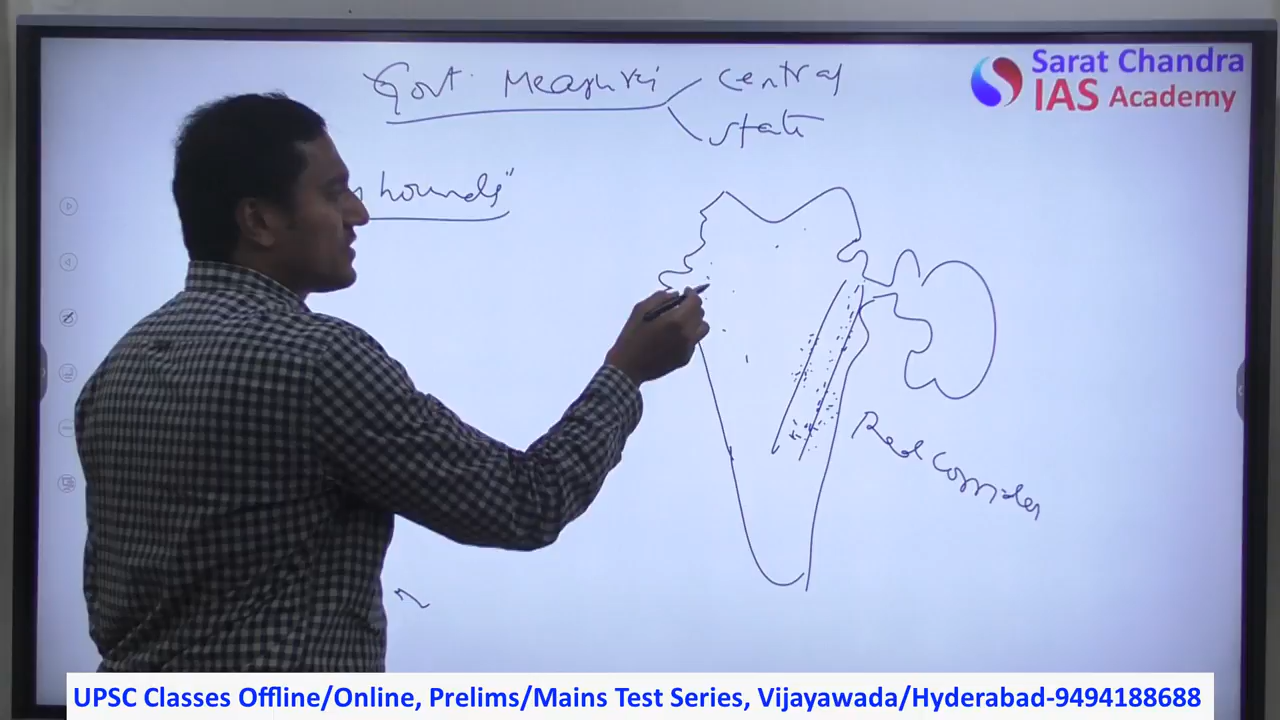 Sarat Chandra
IAS Academy
Govt. Measures
central
state
hounds"
Red Corridor
UPSC Classes Offline/Online, Prelims/Mains Test Series, Vijayawada/Hyderabad-9494188688